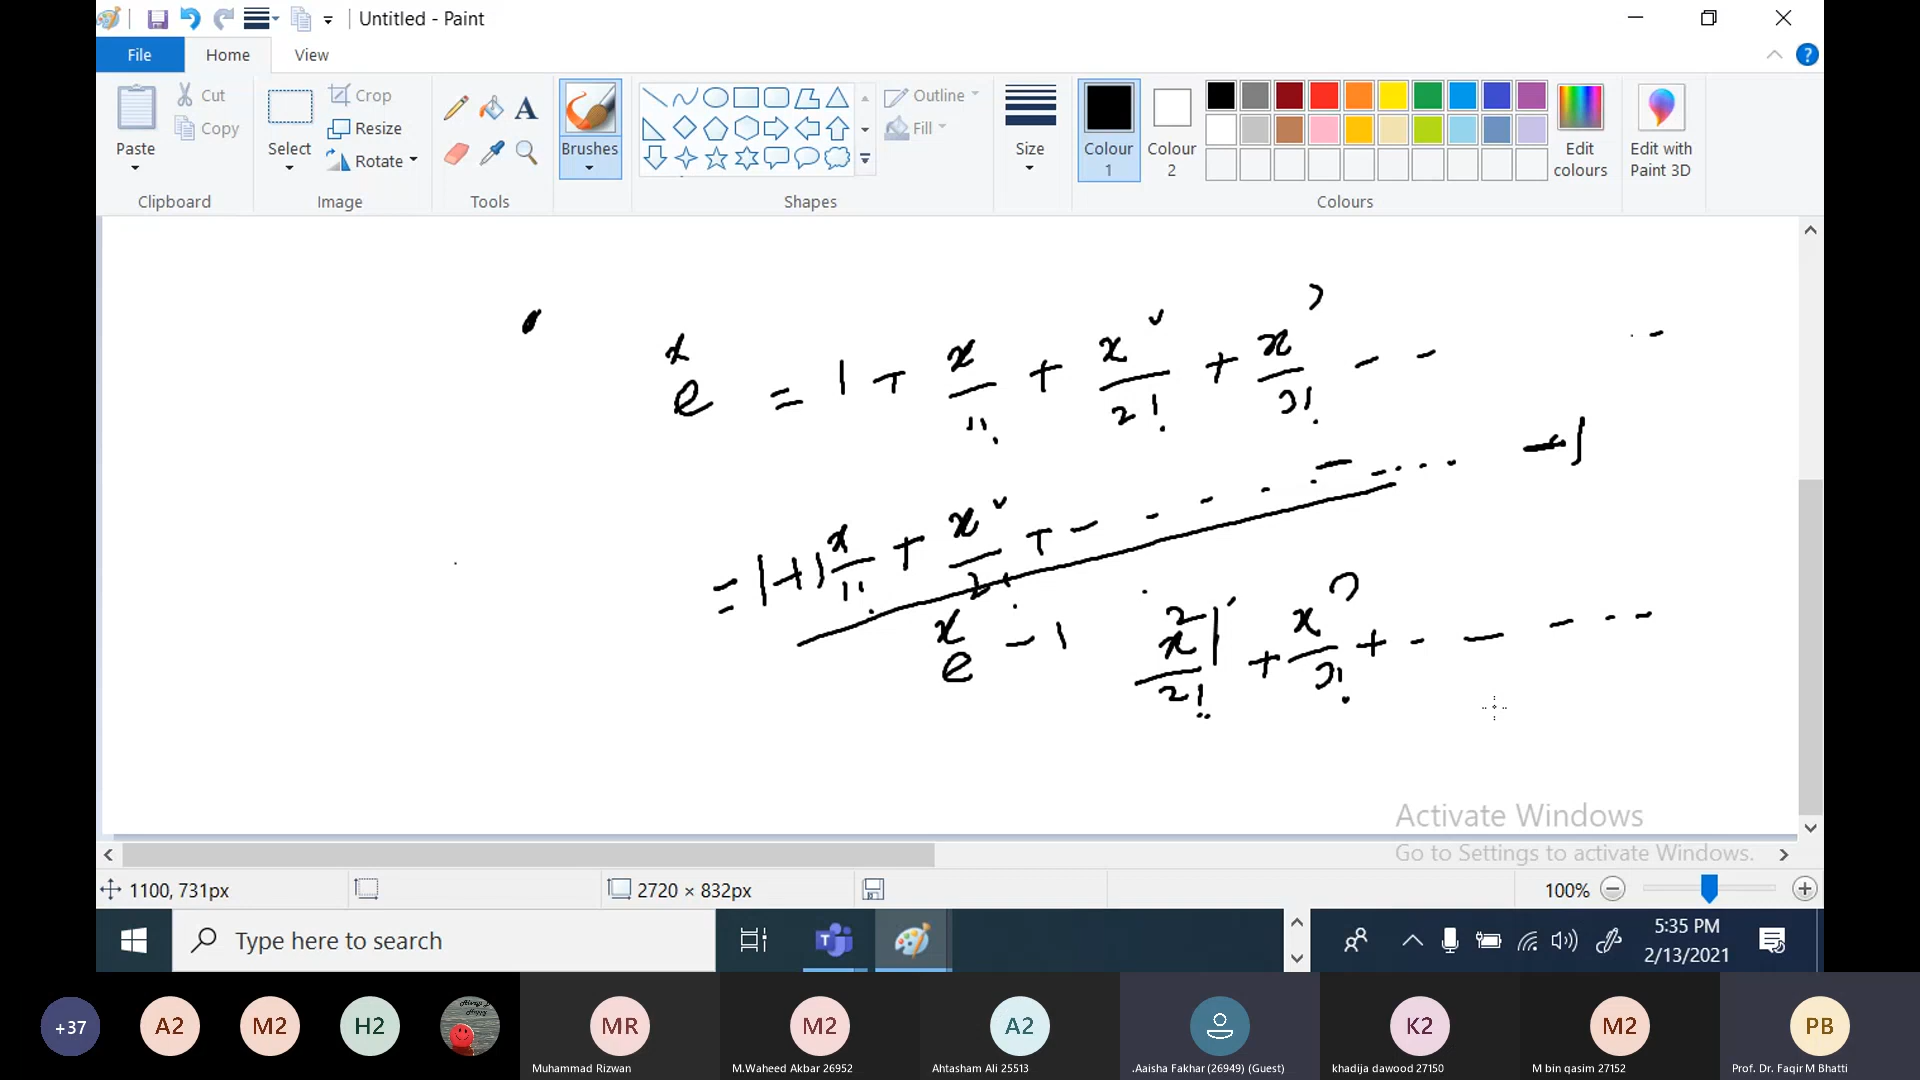 Untitled - Paint
File Home View
Cut
Copy
Paste
Clipboard
Crop
Resize
Rotate
Select
Image
Tools
Brushes
Outline
Fill
Shapes
Size
Colour 1
Colour 2
Edit colours
Edit with Paint 3D
Colours
e^x = 1 + x/1! + x²/2! + x³/3! - -
x/1! + x²/2! + - - - - - - ....
e^x - 1
x²/2! + x³/3! + - - - - -
Activate Windows
Go to Settings to activate Windows.
1100, 731px 2720 × 832px 100%
Type here to search
5:35 PM
2/13/2021
+37 A2 M2 H2 MR M2 A2 K2 M2 PB
Muhammad Rizwan M.Waheed Akbar 26952 Ahtasham Ali 25513 .Aaisha Fakhar (26949) (Guest) khadija dawood 27150 M bin qasim 27152 Prof. Dr. Faqir M Bhatti